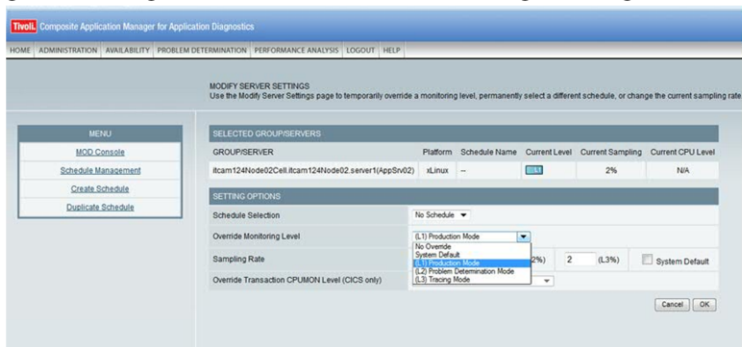 Tivoli. Composite Application Manager for Application Diagnostics
HOME ADMINISTRATION AVAILABILITY PROBLEM DETERMINATION PERFORMANCE ANALYSIS LOGOUT HELP
MODIFY SERVER SETTINGS
Use the Modify Server Settings page to temporarily override a monitoring level, permanently select a different schedule, or change the current sampling rate
MENU
MOD Console
Schedule Management
Create Schedule
Duplicate Schedule
SELECTED GROUP/SERVERS
GROUP/SERVER Platform Schedule Name Current Level Current Sampling Current CPU Level
itcam124Node02Cell.itcam124Node02.server1(AppSrv02) xLinux -- L1 2% N/A
SETTING OPTIONS
Schedule Selection No Schedule
Override Monitoring Level (L1) Production Mode
No Override
System Default
(L1) Production Mode
(L2) Problem Determination Mode
(L3) Tracing Mode
Sampling Rate 2%) 2 (L3%) System Default
Override Transaction CPUMON Level (CICS only)
Cancel OK